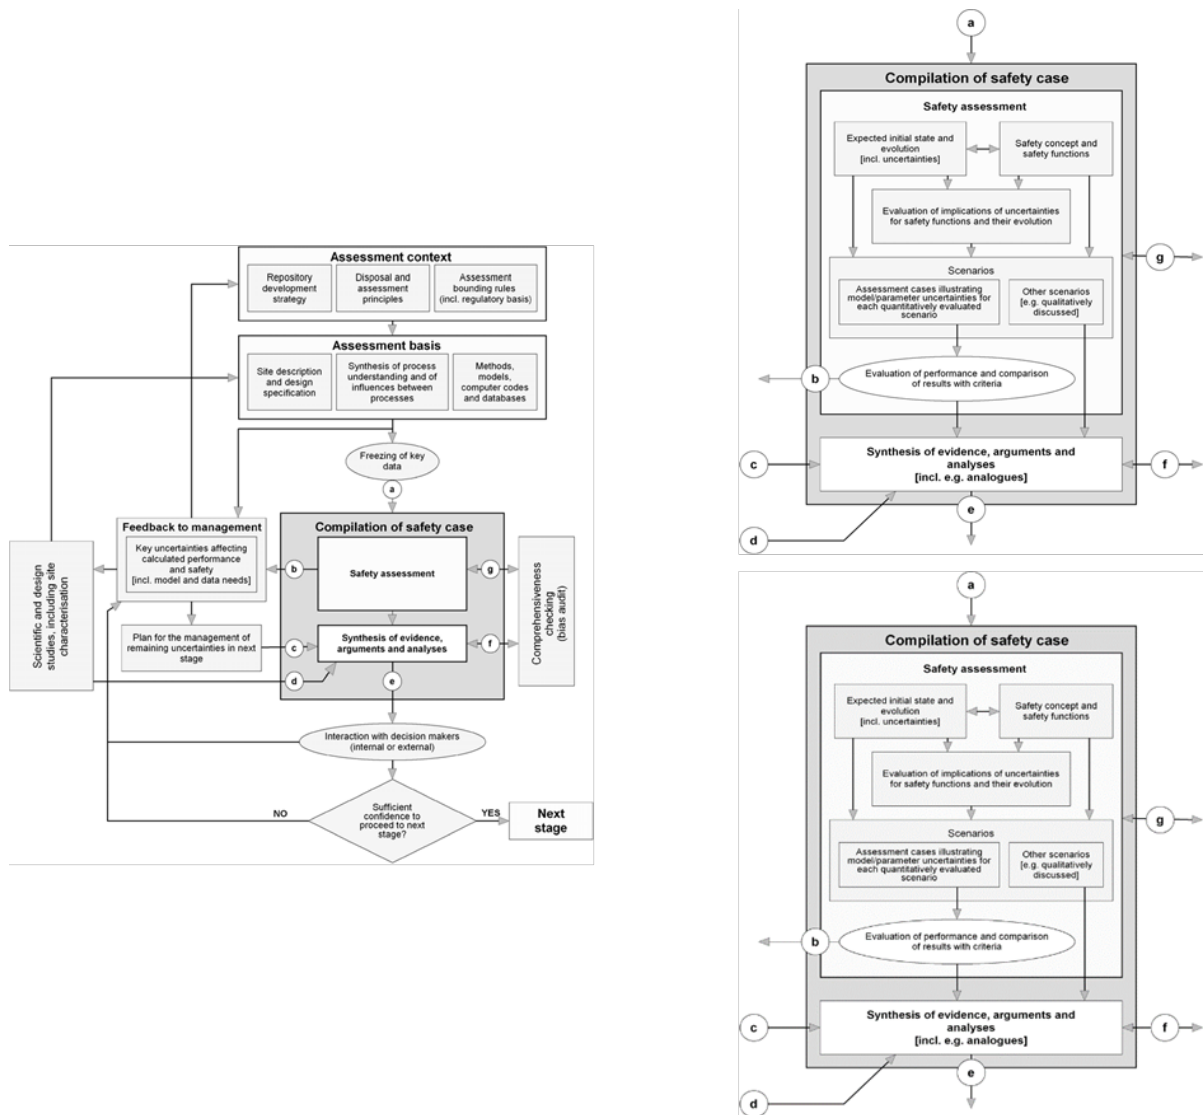 Assessment context
Repository
development
strategy
Disposal and
assessment
principles
Assessment
bounding rules
(incl. regulatory basis)
Assessment basis
Site description
and design
specification
Synthesis of process
understanding and of
influences between
processes
Methods,
models,
computer codes
and databases
Freezing of key
data
a
Feedback to management
Key uncertainties affecting
calculated performance
and safety
[incl. model and data needs]
Plan for the management of
remaining uncertainties in next
stage
Scientific and design
studies, including site
characterisation
Compilation of safety case
b
Safety assessment
g
c
Synthesis of evidence,
arguments and analyses
f
d
e
Comprehensiveness
checking
(bias audit)
Interaction with decision makers
(internal or external)
NO
Sufficient
confidence to
proceed to next
stage?
YES
Next
stage
a
Compilation of safety case
Safety assessment
Expected initial state and
evolution
[incl. uncertainties]
Safety concept and
safety functions
Evaluation of implications of uncertainties
for safety functions and their evolution
g
Scenarios
Assessment cases illustrating
model/parameter uncertainties for
each quantitatively evaluated
scenario
Other scenarios
[e.g. qualitatively
discussed]
b
Evaluation of performance and comparison
of results with criteria
c
Synthesis of evidence, arguments and
analyses
[incl. e.g. analogues]
f
e
d
a
Compilation of safety case
Safety assessment
Expected initial state and
evolution
[incl. uncertainties]
Safety concept and
safety functions
Evaluation of implications of uncertainties
for safety functions and their evolution
g
Scenarios
Assessment cases illustrating
model/parameter uncertainties for
each quantitatively evaluated
scenario
Other scenarios
[e.g. qualitatively
discussed]
b
Evaluation of performance and comparison
of results with criteria
c
Synthesis of evidence, arguments and
analyses
[incl. e.g. analogues]
f
e
d